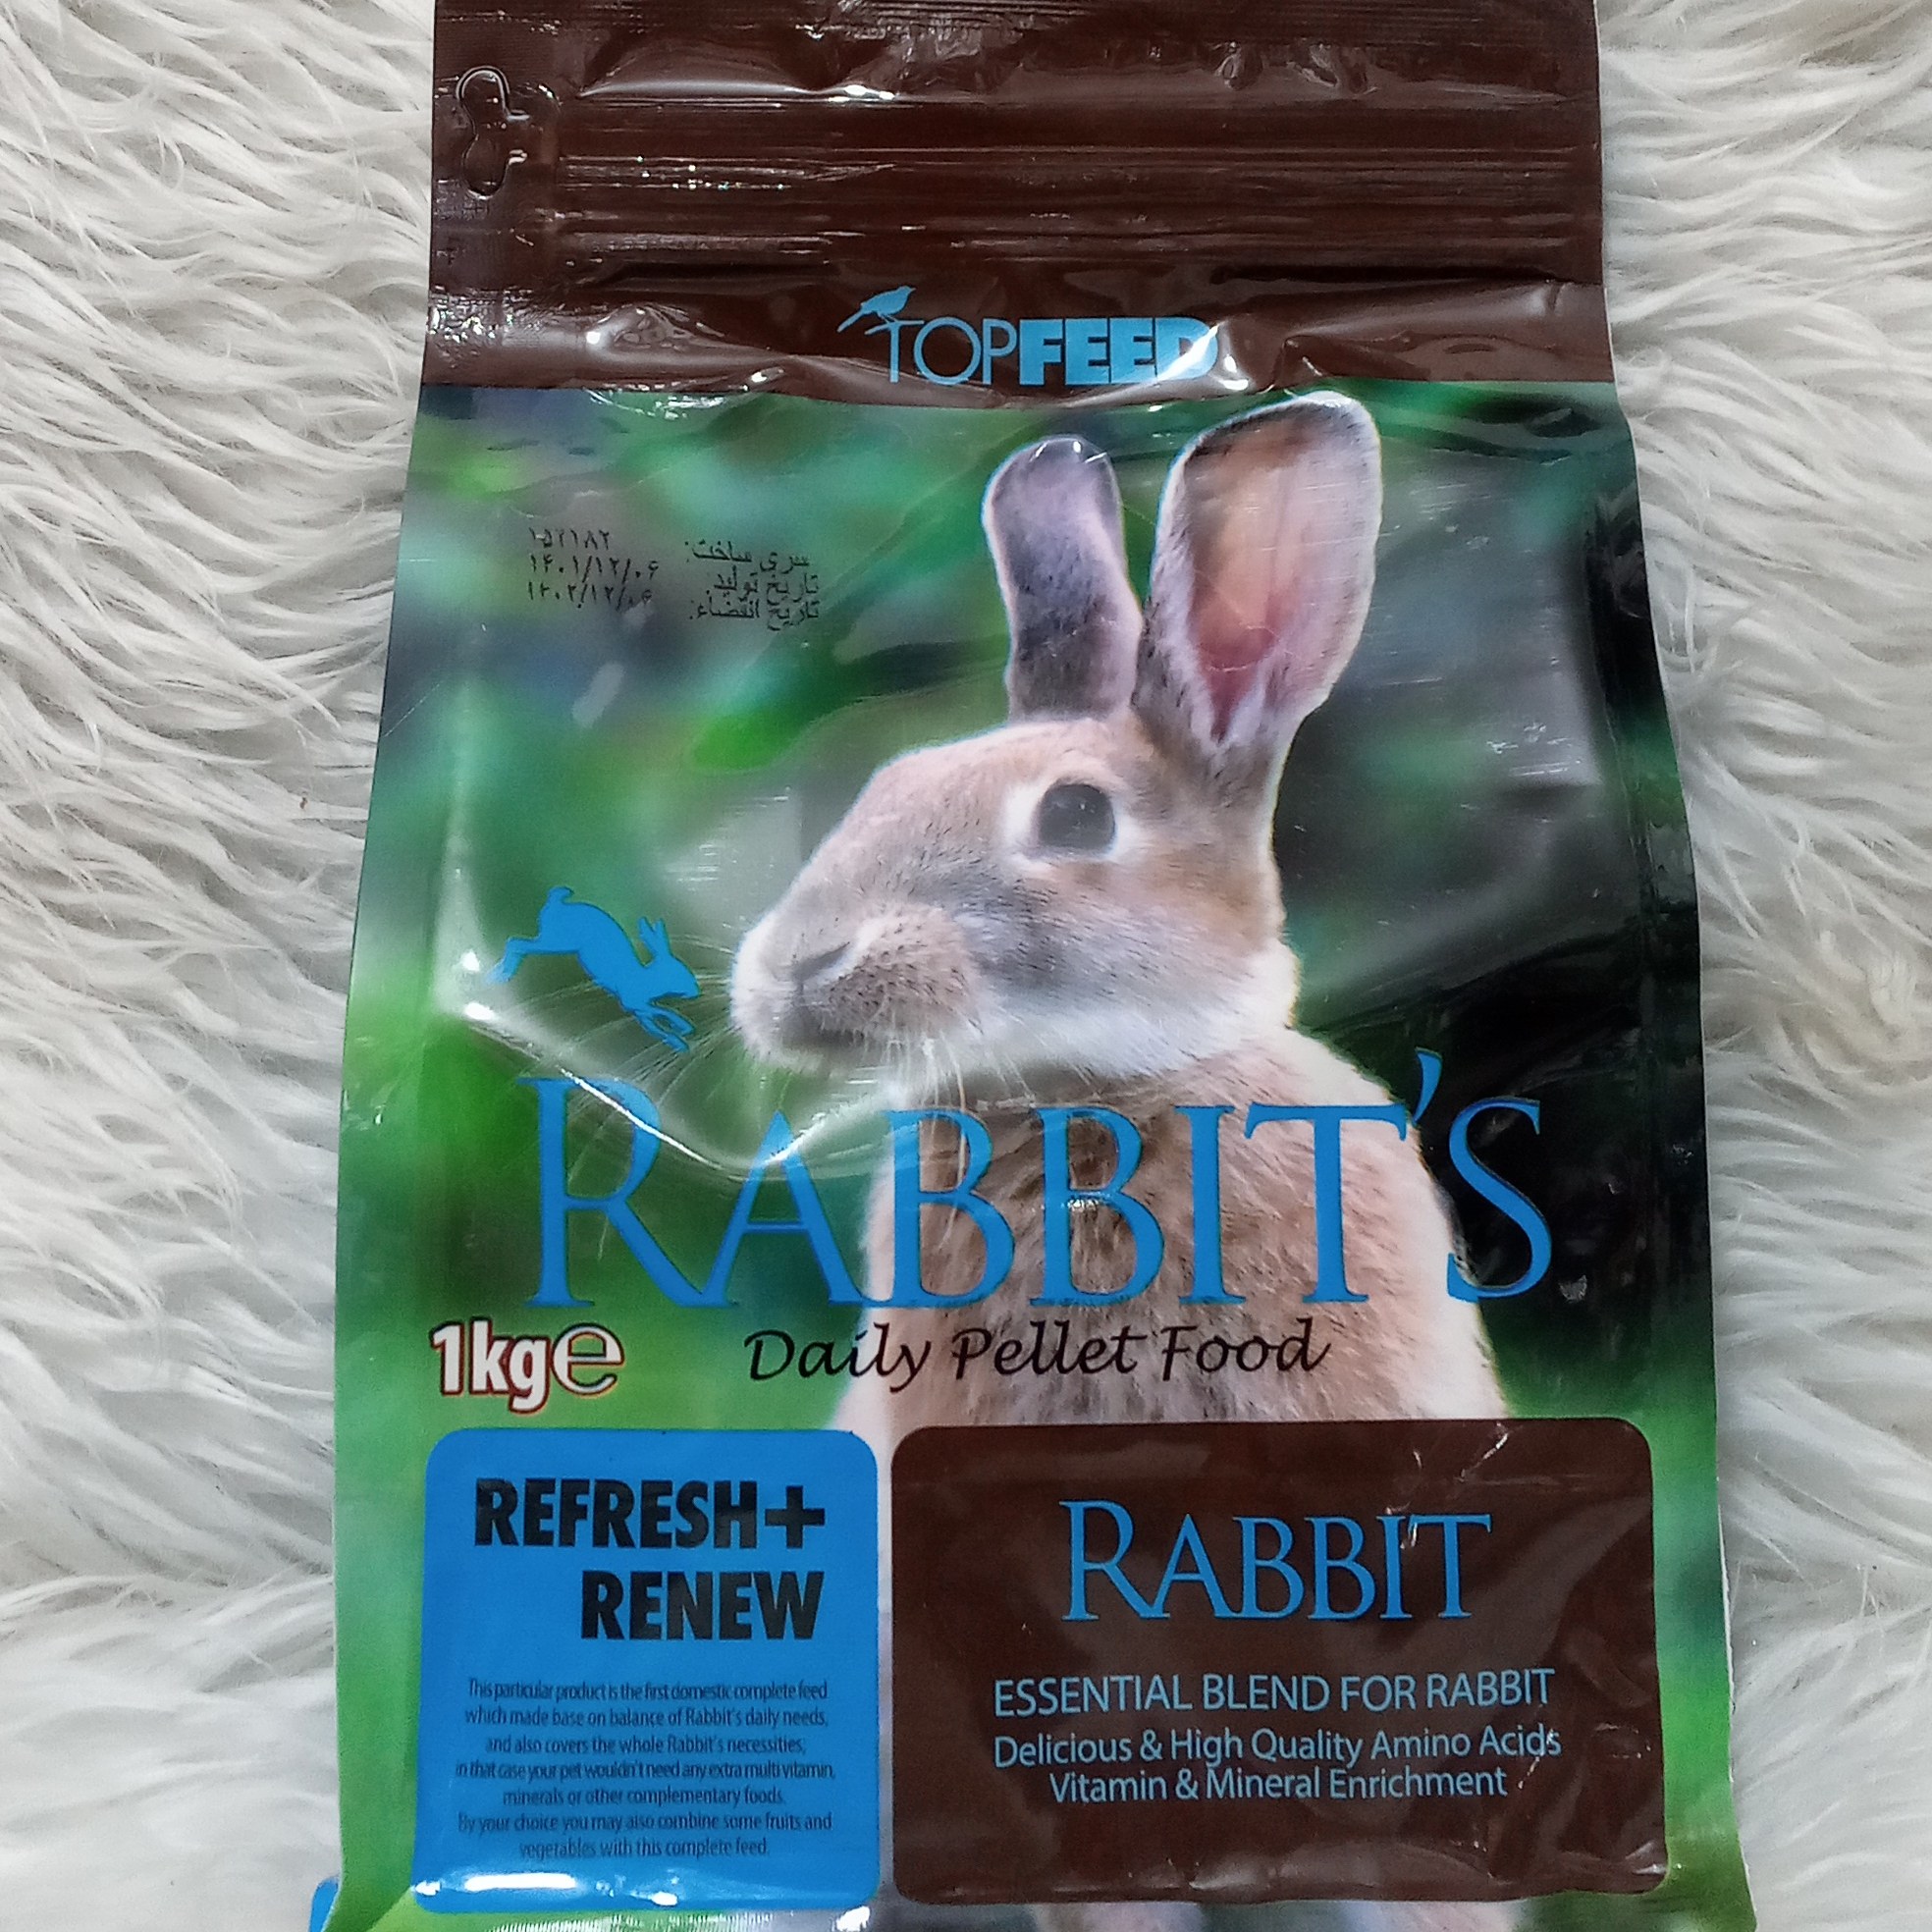 TOPFEED
سری ساخت: ۱۵۲۱۸۲
تاریخ تولید: ۱۴۰۱/۱۲/۰۶
تاریخ انقضاء: ۱۴۰۲/۱۲/۰۶
RABBIT'S
1kg℮
Daily Pellet Food
REFRESH+
RENEW
This particular product is the first domestic complete feed
which made base on balance of Rabbit's daily needs,
and also covers the whole Rabbit's necessities,
in that case your pet wouldn't need any extra multi vitamin,
minerals or other complementary foods.
By your choice you may also combine some fruits and
vegetables with this complete feed.
RABBIT
ESSENTIAL BLEND FOR RABBIT
Delicious & High Quality Amino Acids
Vitamin & Mineral Enrichment